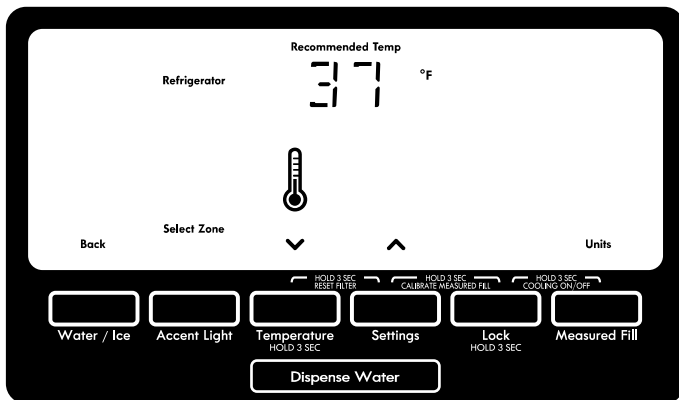 Recommended Temp
Refrigerator 37 °F
Select Zone
Back Units
HOLD 3 SEC HOLD 3 SEC HOLD 3 SEC
RESET FILTER CALIBRATE MEASURED FILL COOLING ON/OFF
Water / Ice Accent Light Temperature Settings Lock Measured Fill
HOLD 3 SEC HOLD 3 SEC
Dispense Water